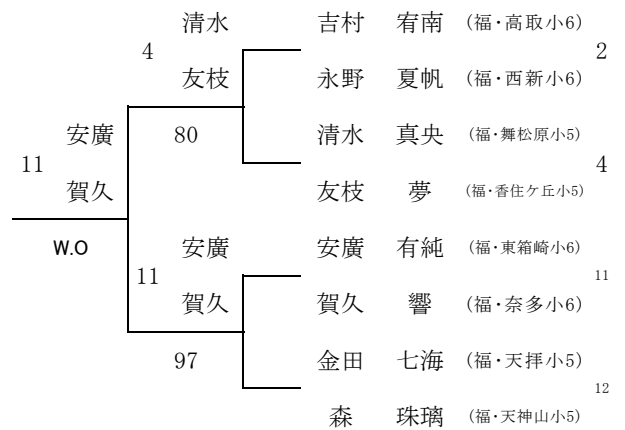 清水 吉村 宥南 (福・高取小6)
4 2
友枝 永野 夏帆 (福・西新小6)
安廣 80 清水 真央 (福・舞松原小5)
11 4
賀久 友枝 夢 (福・香住ケ丘小5)
W.O 安廣 安廣 有純 (福・東箱崎小6)
11 11
賀久 賀久 響 (福・奈多小6)
97 金田 七海 (福・天拝小5)
12
森 珠璃 (福・天神山小5)